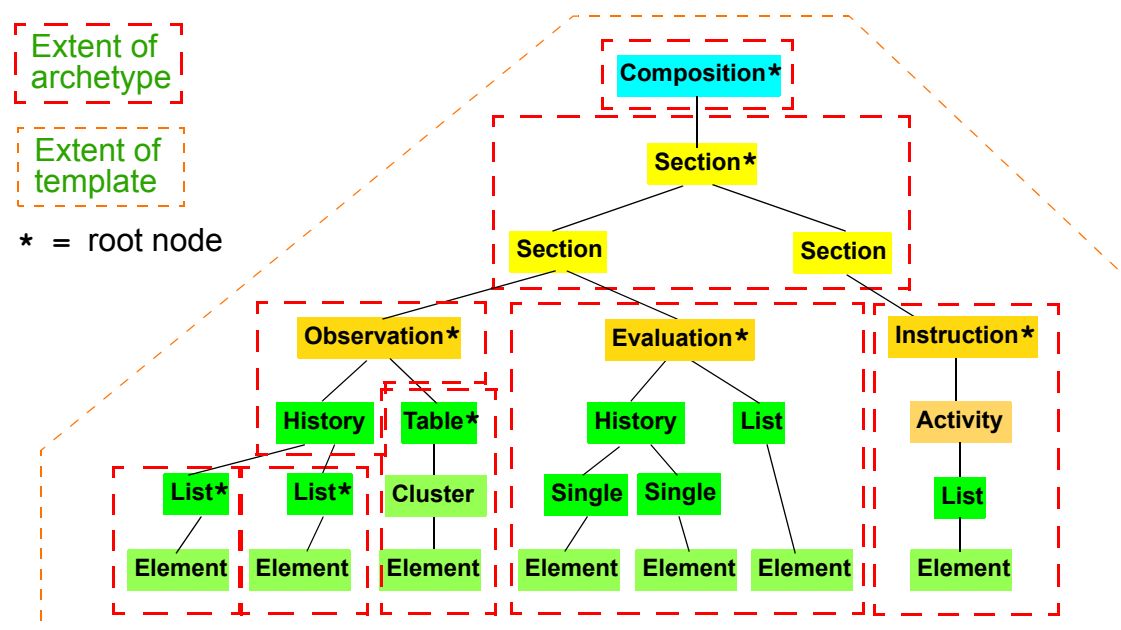 Extent of
archetype
Extent of
template
* = root node
Composition*
Section*
Section
Section
Observation*
Evaluation*
Instruction*
History
Table*
History
List
Activity
List*
List*
Cluster
Single
Single
List
Element
Element
Element
Element
Element
Element
Element